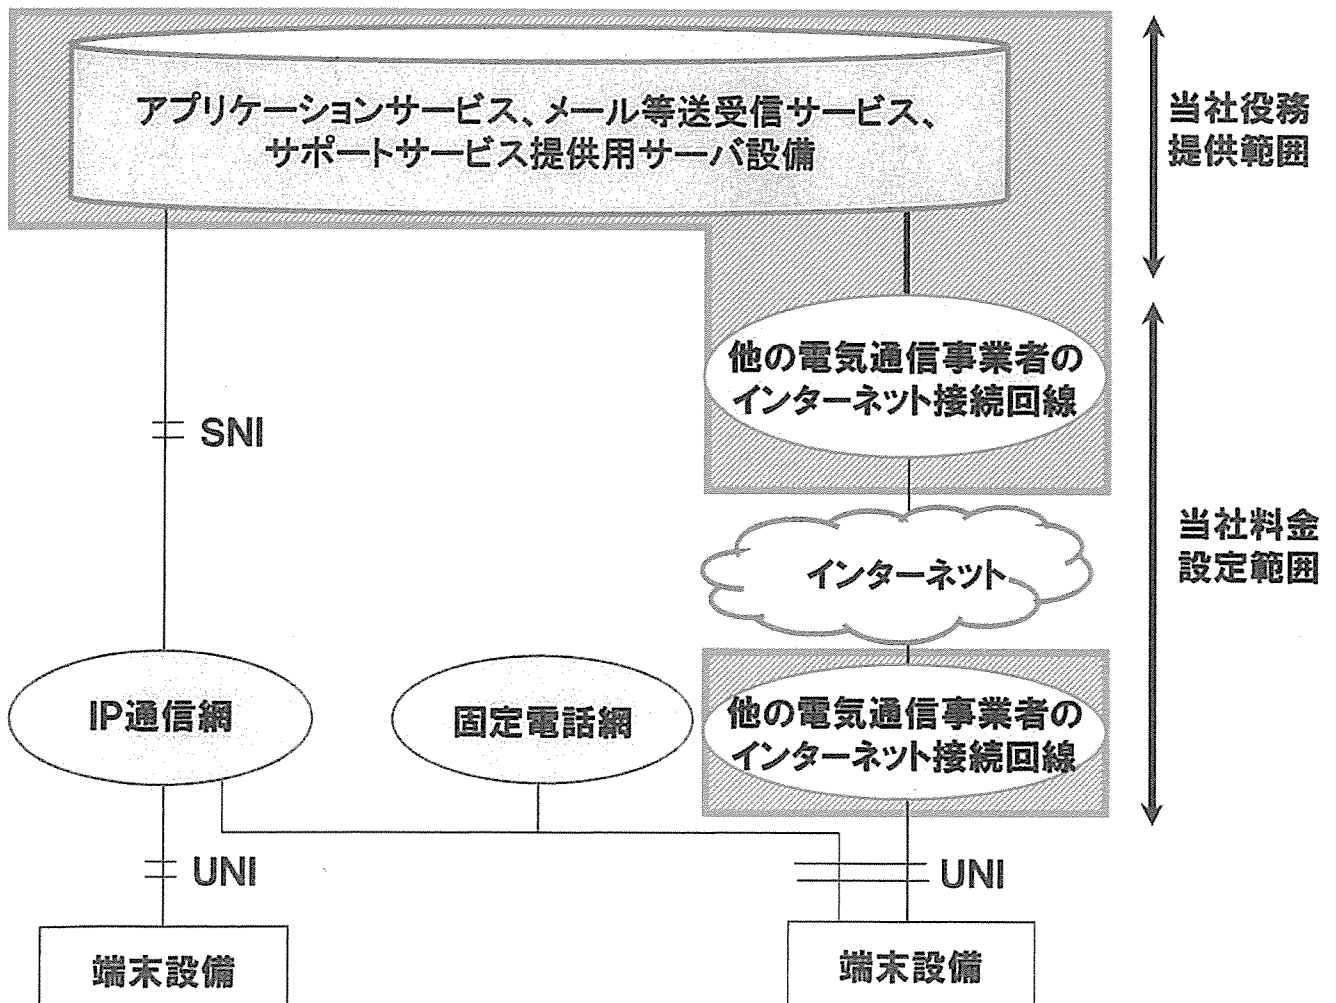 アプリケーションサービス、メール等送受信サービス、
サポートサービス提供用サーバ設備
当社役務
提供範囲
他の電気通信事業者の
インターネット接続回線
SNI
当社料金
設定範囲
インターネット
IP通信網
固定電話網
他の電気通信事業者の
インターネット接続回線
UNI
UNI
端末設備
端末設備